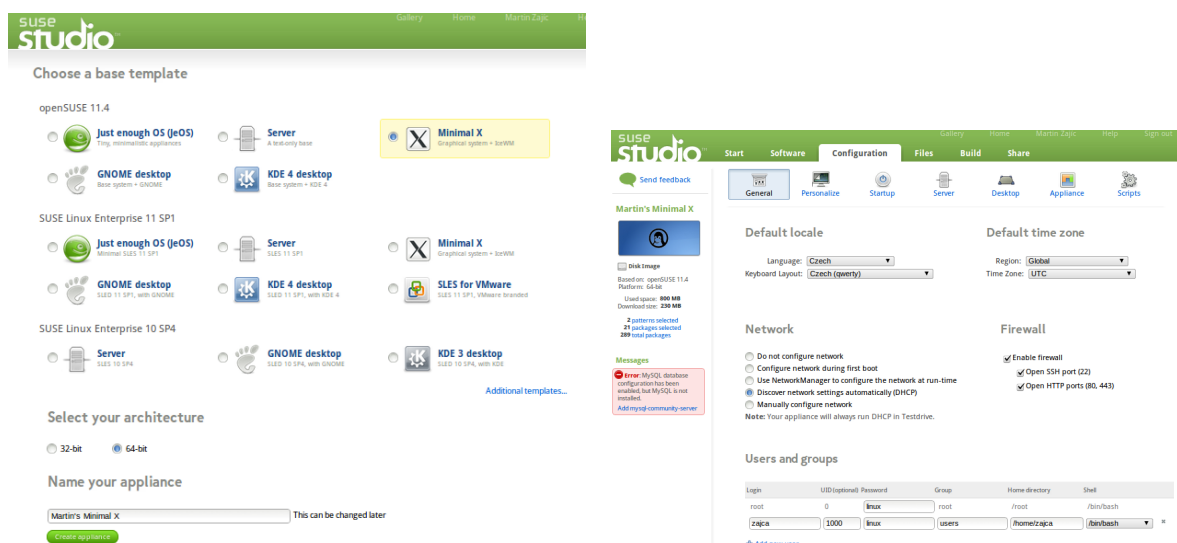 suse
studio
Gallery Home Martin Zajic
Choose a base template
openSUSE 11.4
Just enough OS (JeOS)
Tiny, minimalistic appliances
Server
A text-only base
Minimal X
Graphical system + IceWM
GNOME desktop
Base system + GNOME
KDE 4 desktop
Base system + KDE 4
SUSE Linux Enterprise 11 SP1
Just enough OS (JeOS)
Minimal SLES 11 SP1
Server
SLES 11 SP1
Minimal X
Graphical system + IceWM
GNOME desktop
SLED 11 SP1, with GNOME
KDE 4 desktop
SLED 11 SP1, with KDE 4
SLES for VMware
SLES 11 SP1, VMware branded
SUSE Linux Enterprise 10 SP4
Server
SLES 10 SP4
GNOME desktop
SLED 10 SP4, with GNOME
KDE 3 desktop
SLED 10 SP4, with KDE
Additional templates...
Select your architecture
32-bit 64-bit
Name your appliance
Martin's Minimal X This can be changed later
Create appliance
suse
studio
Gallery Home Martin Zajic Help Sign out
Start Software Configuration Files Build Share
Send feedback
General Personalize Startup Server Desktop Appliance Scripts
Martin's Minimal X
Disk Image
Based on: openSUSE 11.4
Platform: 64-bit
Used space: 800 MB
Download size: 230 MB
2 patterns selected
21 packages selected
289 total packages
Messages
Error: MySQL database
configuration has been
enabled, but MySQL is not
installed.
Add mysql-community-server
Default locale
Language: Czech
Keyboard Layout: Czech (qwerty)
Default time zone
Region: Global
Time Zone: UTC
Network
Do not configure network
Configure network during first boot
Use NetworkManager to configure the network at run-time
Discover network settings automatically (DHCP)
Manually configure network
Note: Your appliance will always run DHCP in Testdrive.
Firewall
Enable firewall
Open SSH port (22)
Open HTTP ports (80, 443)
Users and groups
Login UID (optional) Password Group Home directory Shell
root 0 linux root /root /bin/bash
zajca 1000 linux users /home/zajca /bin/bash